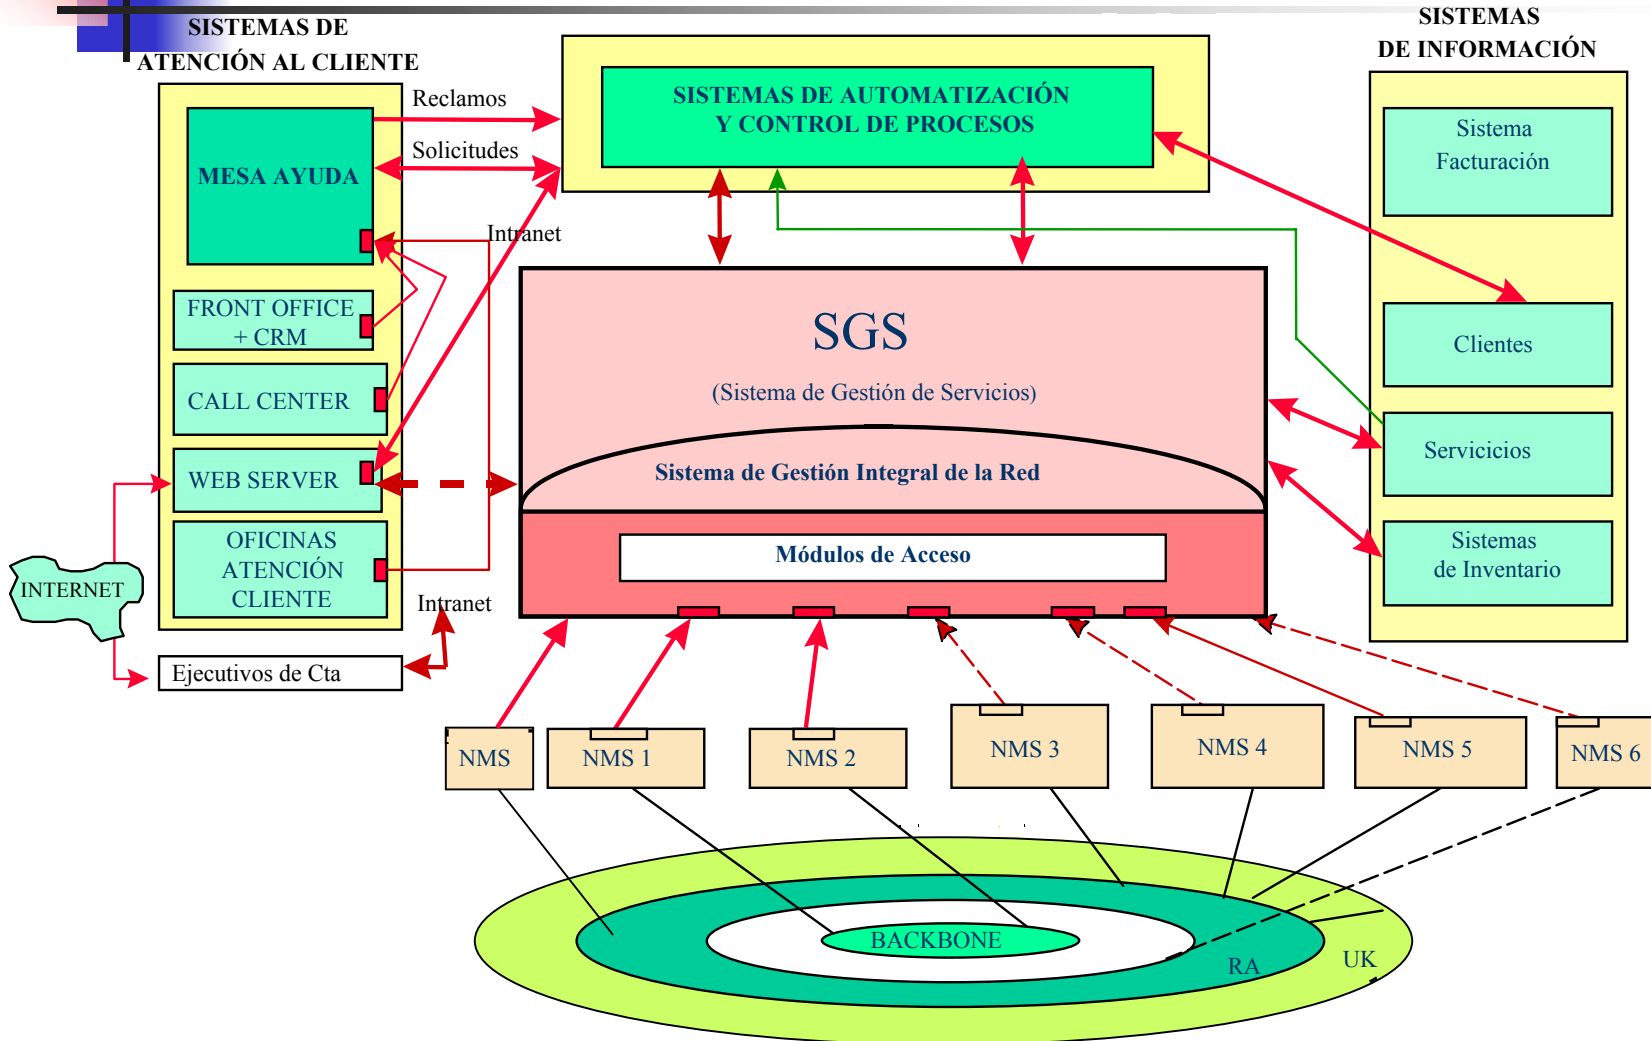 SISTEMAS DE
ATENCIÓN AL CLIENTE
SISTEMAS
DE INFORMACIÓN
Reclamos
Solicitudes
MESA AYUDA
Intranet
FRONT OFFICE
+ CRM
CALL CENTER
WEB SERVER
OFICINAS
ATENCIÓN
CLIENTE
INTERNET
Intranet
Ejecutivos de Cta
SISTEMAS DE AUTOMATIZACIÓN
Y CONTROL DE PROCESOS
SGS
(Sistema de Gestión de Servicios)
Sistema de Gestión Integral de la Red
Módulos de Acceso
Sistema
Facturación
Clientes
Servicicios
Sistemas
de Inventario
NMS
NMS 1
NMS 2
NMS 3
NMS 4
NMS 5
NMS 6
BACKBONE
RA
UK